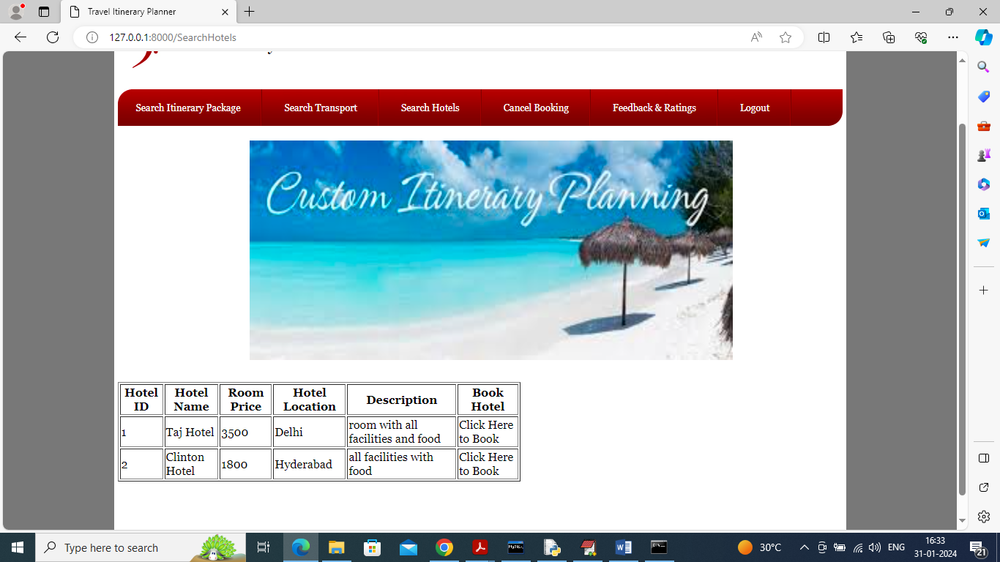 Travel Itinerary Planner
127.0.0.1:8000/SearchHotels
Search Itinerary Package Search Transport Search Hotels Cancel Booking Feedback & Ratings Logout
Custom Itinerary Planning
Hotel ID Hotel Name Room Price Hotel Location Description Book Hotel
1 Taj Hotel 3500 Delhi room with all facilities and food Click Here to Book
2 Clinton Hotel 1800 Hyderabad all facilities with food Click Here to Book
Type here to search
30°C
ENG
16:33
31-01-2024
21